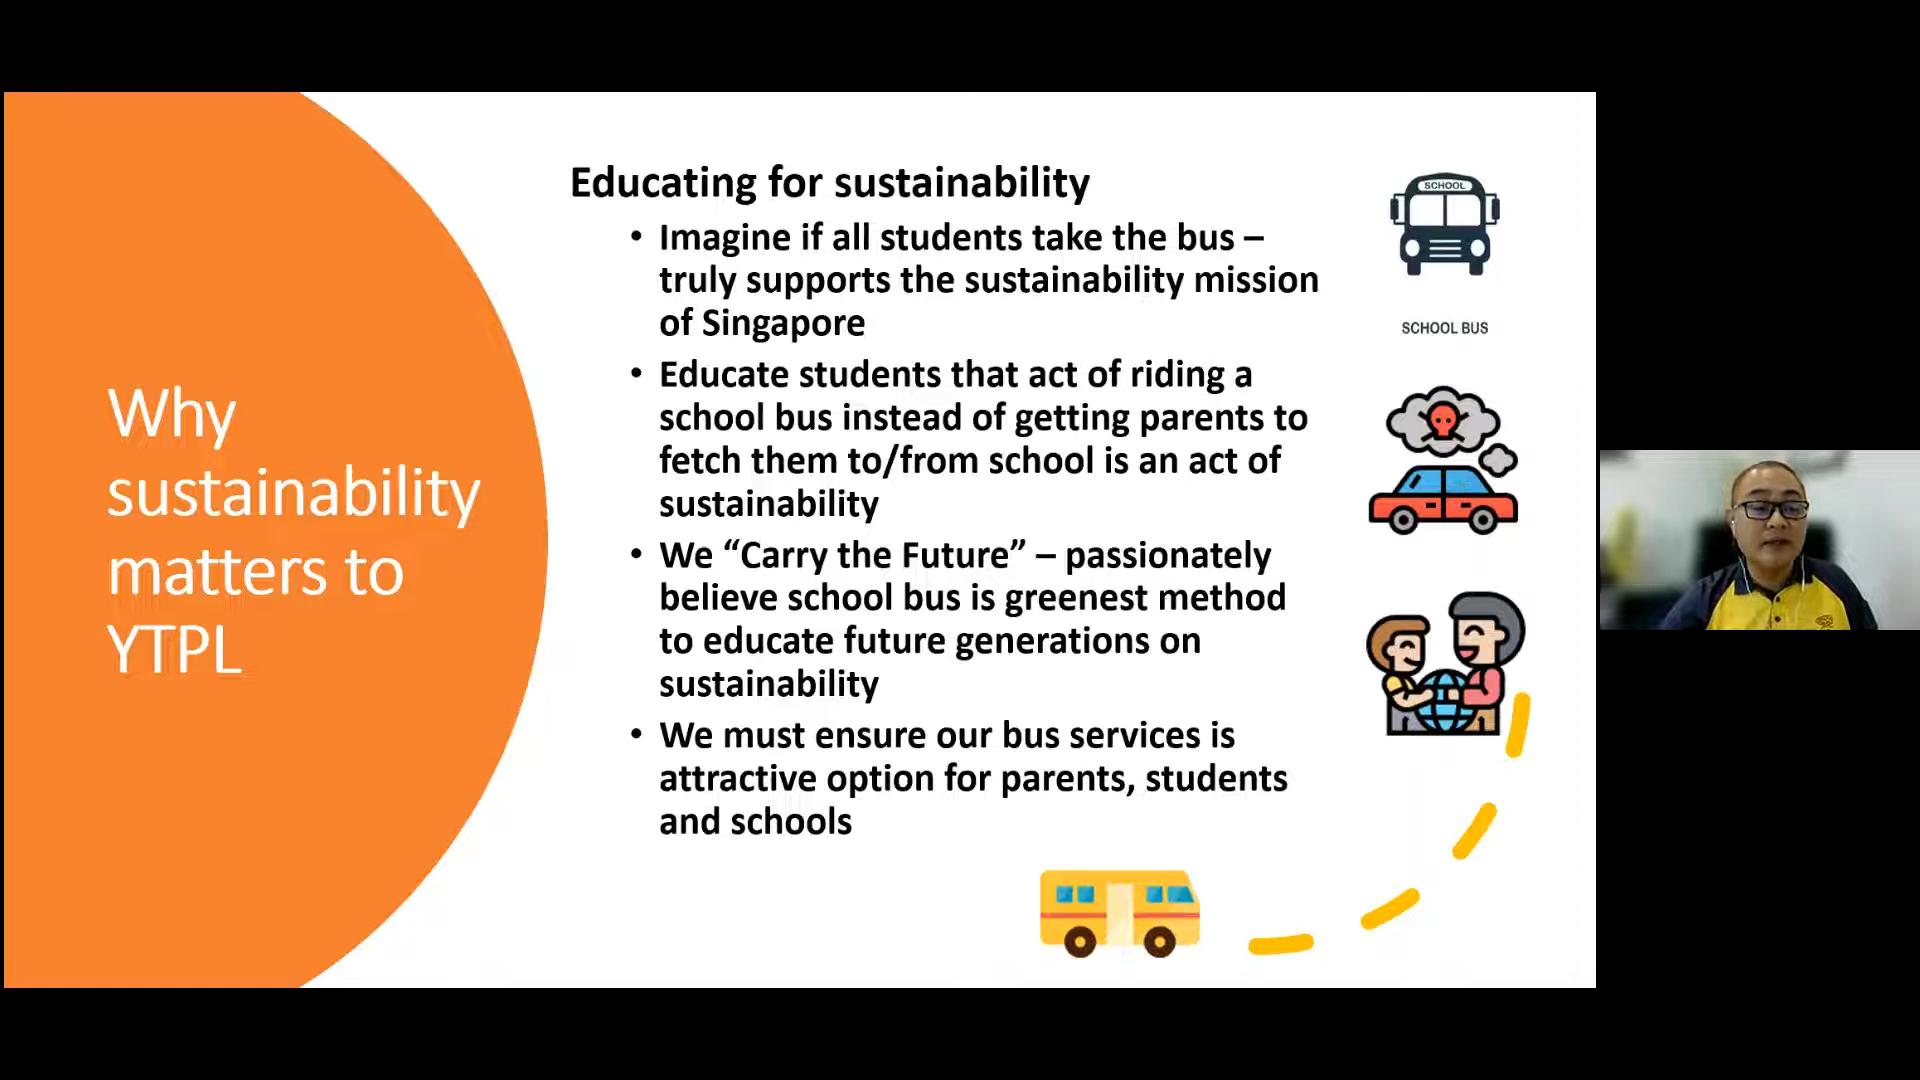 Why
sustainability
matters to
YTPL
Educating for sustainability
• Imagine if all students take the bus –
truly supports the sustainability mission
of Singapore
• Educate students that act of riding a
school bus instead of getting parents to
fetch them to/from school is an act of
sustainability
• We “Carry the Future” – passionately
believe school bus is greenest method
to educate future generations on
sustainability
• We must ensure our bus services is
attractive option for parents, students
and schools
SCHOOL
SCHOOL BUS